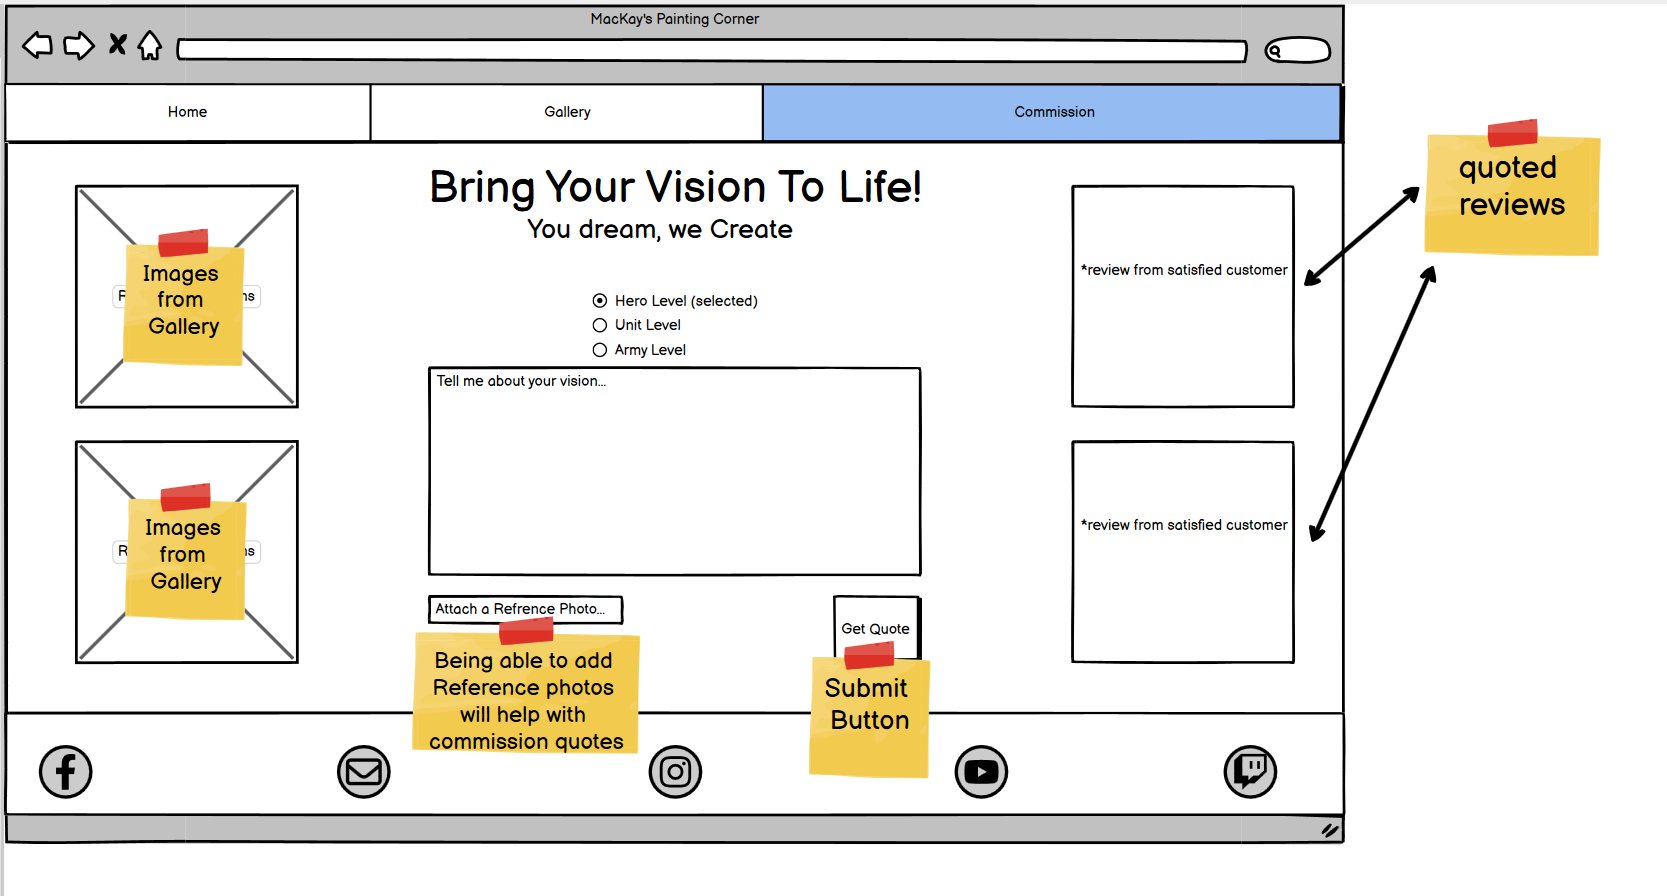 MacKay's Painting Corner
Home
Gallery
Commission
Bring Your Vision To Life!
You dream, we Create
Images
from
Gallery
Images
from
Gallery
Hero Level (selected)
Unit Level
Army Level
Tell me about your vision...
Attach a Refrence Photo...
Get Quote
Being able to add
Reference photos
will help with
commission quotes
Submit
Button
*review from satisfied customer
*review from satisfied customer
quoted
reviews